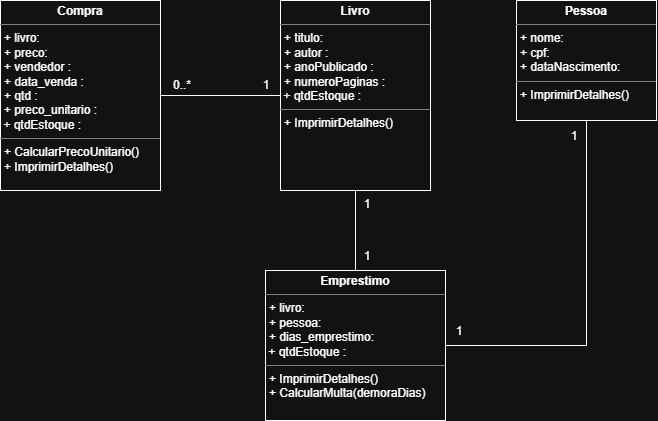 Compra
+ livro:
+ preco:
+ vendedor :
+ data_venda :
+ qtd :
+ preco_unitario :
+ qtdEstoque :
+ CalcularPrecoUnitario()
+ ImprimirDetalhes()
0..*
1
Livro
+ titulo:
+ autor :
+ anoPublicado :
+ numeroPaginas :
+ qtdEstoque :
+ ImprimirDetalhes()
Pessoa
+ nome:
+ cpf:
+ dataNascimento:
+ ImprimirDetalhes()
1
1
1
Emprestimo
+ livro:
+ pessoa:
+ dias_emprestimo:
+ qtdEstoque :
+ ImprimirDetalhes()
+ CalcularMulta(demoraDias)
1